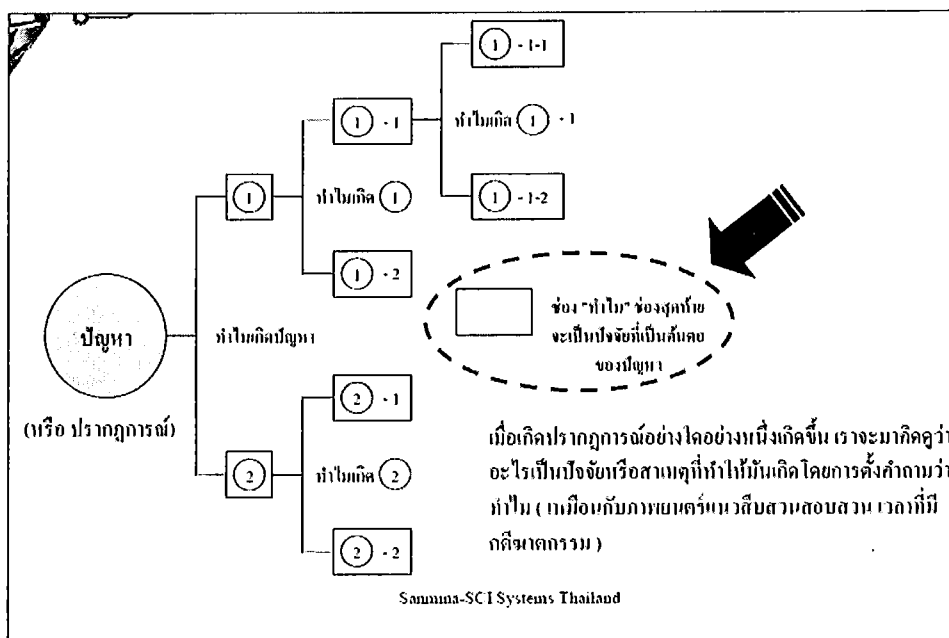 ① - 1-1
① - 1
ทำไมเกิด ① - 1
①
ทำไมเกิด ①
① - 1-2
① - 2
ช่อง "ทำไม" ช่องสุดท้าย
จะเป็นปัจจัยที่เป็นต้นตอ
ของปัญหา
ปัญหา
ทำไมเกิดปัญหา
(หรือ ปรากฎการณ์)
② - 1
②
ทำไมเกิด ②
② - 2
เมื่อเกิดปรากฎการณ์อย่างใดอย่างหนึ่งเกิดขึ้น เราจะมาคิดดูว่า
อะไรเป็นปัจจัยหรือสาเหตุที่ทำให้มันเกิดโดยการตั้งคำถามว่า
ทำไม ( เหมือนกับภาพยนตร์แนวสืบสวนสอบสวน เวลาที่มี
คดีฆาตกรรม )
Sanmina-SCI Systems Thailand